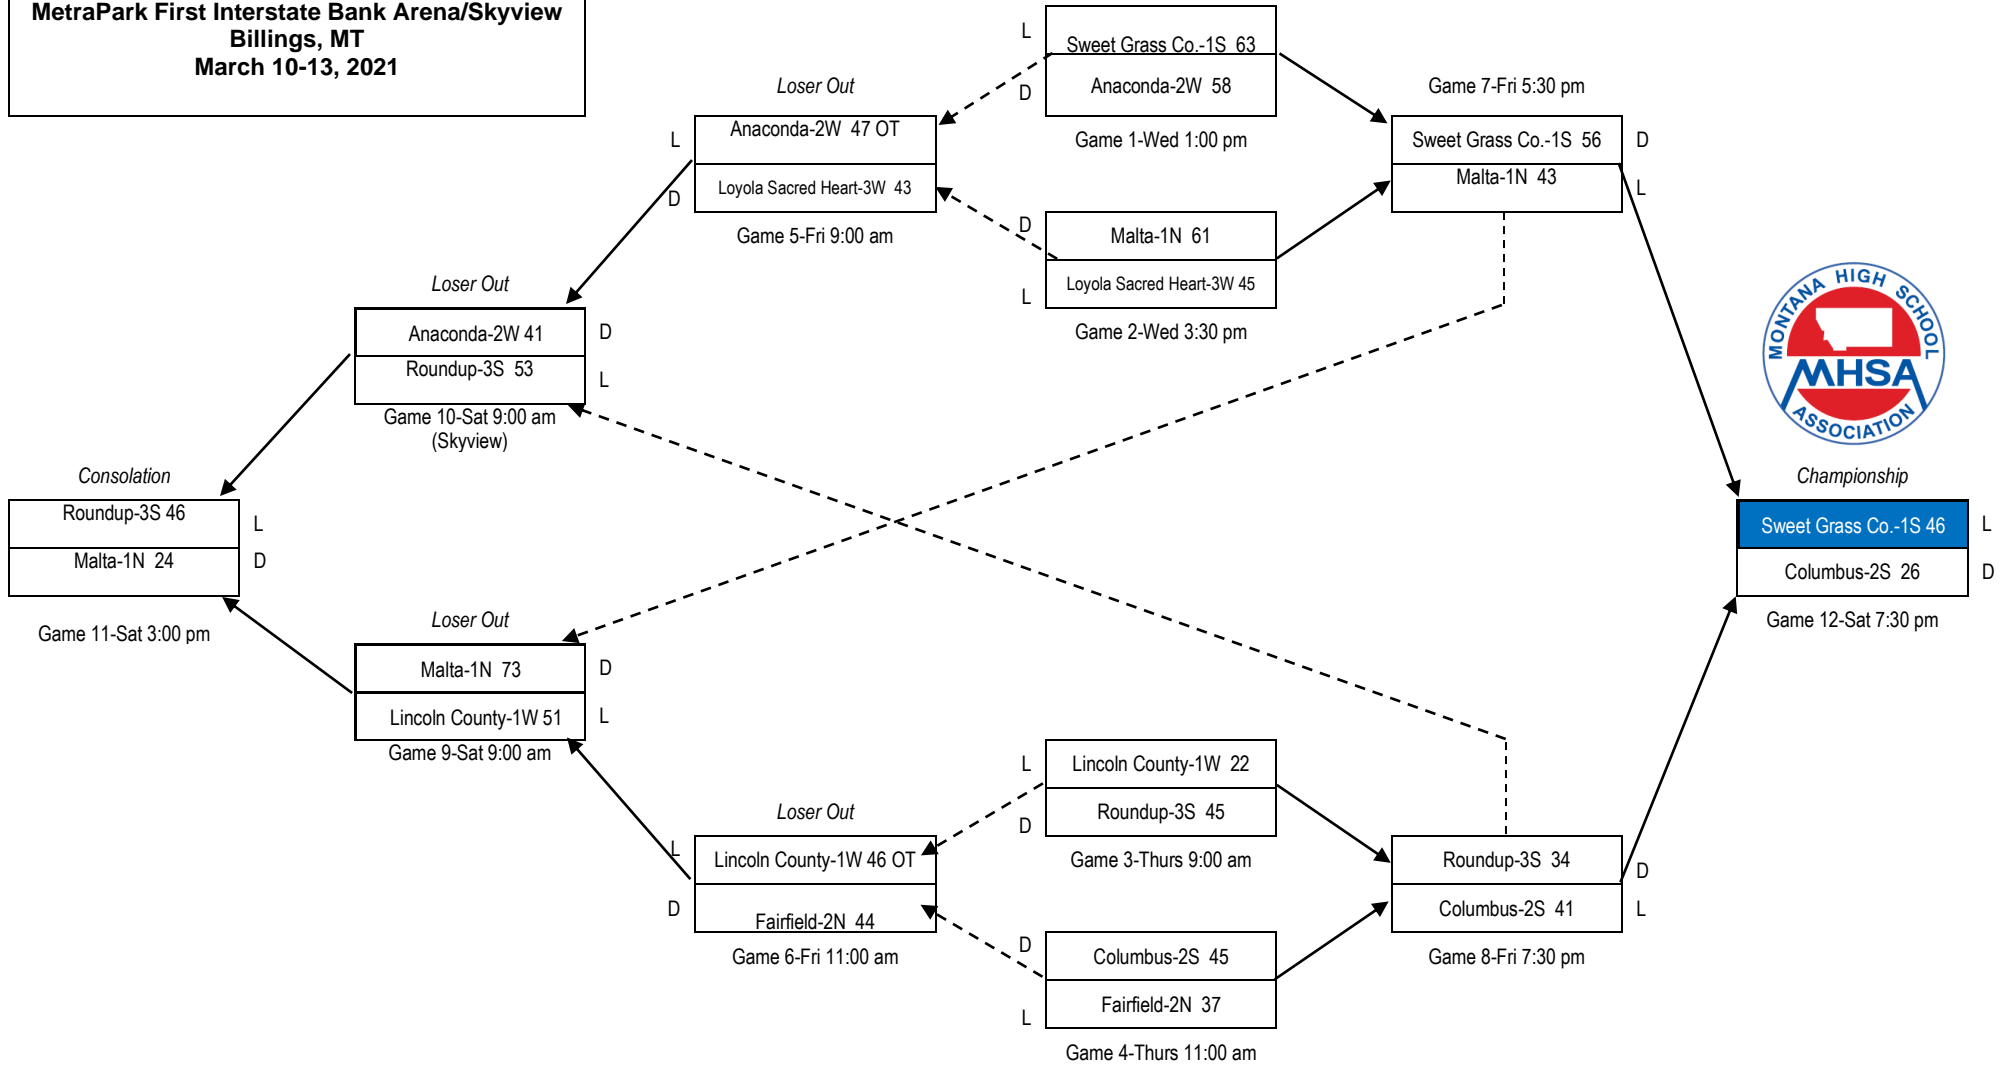 MetraPark First Interstate Bank Arena/Skyview
Billings, MT
March 10-13, 2021
L
Sweet Grass Co.-1S 63
D
Anaconda-2W 58
Game 1-Wed 1:00 pm
Loser Out
L
Anaconda-2W 47 OT
D
Loyola Sacred Heart-3W 43
Game 5-Fri 9:00 am
Game 7-Fri 5:30 pm
Sweet Grass Co.-1S 56
D
Malta-1N 43
L
D
Malta-1N 61
L
Loyola Sacred Heart-3W 45
Game 2-Wed 3:30 pm
Loser Out
Anaconda-2W 41
D
Roundup-3S 53
L
Game 10-Sat 9:00 am
(Skyview)
MONTANA HIGH SCHOOL
MHSA
ASSOCIATION
Consolation
Roundup-3S 46
L
Malta-1N 24
D
Game 11-Sat 3:00 pm
Championship
Sweet Grass Co.-1S 46
L
Columbus-2S 26
D
Game 12-Sat 7:30 pm
Loser Out
Malta-1N 73
D
Lincoln County-1W 51
L
Game 9-Sat 9:00 am
L
Lincoln County-1W 22
D
Roundup-3S 45
Game 3-Thurs 9:00 am
Loser Out
L
Lincoln County-1W 46 OT
D
Fairfield-2N 44
Game 6-Fri 11:00 am
Roundup-3S 34
D
Columbus-2S 41
L
Game 8-Fri 7:30 pm
D
Columbus-2S 45
L
Fairfield-2N 37
Game 4-Thurs 11:00 am